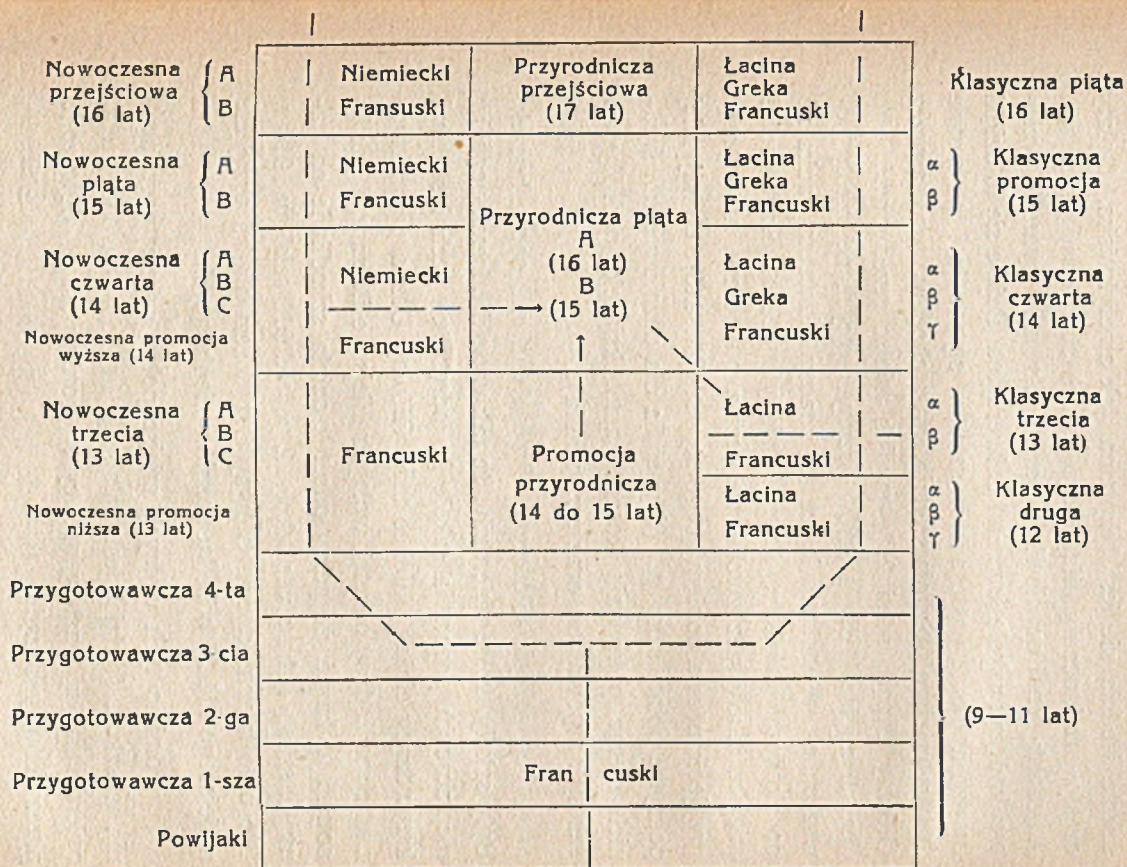 Nowoczesna przejściowa (16 lat) { A B
Niemiecki
Fransuski
Przyrodnicza
przejściowa
(17 lat)
Łacina
Greka
Francuski
Klasyczna piąta
(16 lat)
Nowoczesna
piąta
(15 lat)
A
B
Niemiecki
Francuski
Łacina
Greka
Francuski
α
β
Klasyczna
promocja
(15 lat)
Przyrodnicza piąta
A
(16 lat)
B
(15 lat)
Nowoczesna
czwarta
(14 lat)
A
B
C
Nowoczesna promocja
wyższa (14 lat)
Niemiecki
Francuski
Łacina
Greka
Francuski
α
β
γ
Klasyczna
czwarta
(14 lat)
Nowoczesna
trzecia
(13 lat)
A
B
C
Nowoczesna promocja
niższa (13 lat)
Francuski
Promocja
przyrodnicza
(14 do 15 lat)
Łacina
Francuski
α
β
Klasyczna
trzecia
(13 lat)
Łacina
Francuski
α
β
γ
Klasyczna
druga
(12 lat)
Przygotowawcza 4-ta
Przygotowawcza 3-cia
Przygotowawcza 2-ga
(9—11 lat)
Przygotowawcza 1-sza
Fran cuski
Powijaki